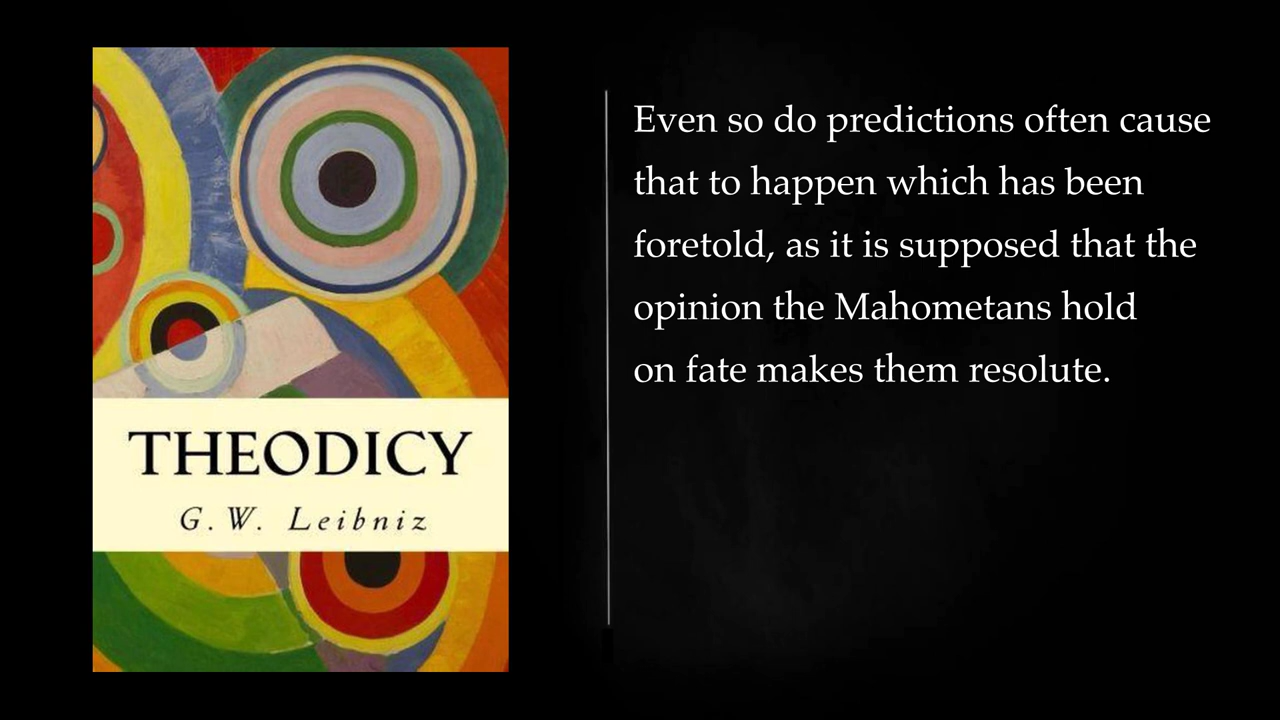 THEODICY
G. W. Leibniz
Even so do predictions often cause
that to happen which has been
foretold, as it is supposed that the
opinion the Mahometans hold
on fate makes them resolute.